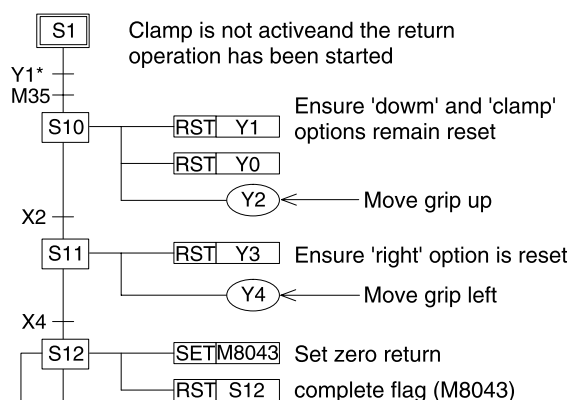 S1
Clamp is not activeand the return
operation has been started
Y1*
M35
S10
RST Y1
Ensure 'dowm' and 'clamp'
options remain reset
RST Y0
Y2
Move grip up
X2
S11
RST Y3
Ensure 'right' option is reset
Y4
Move grip left
X4
S12
SET M8043
Set zero return
RST S12
complete flag (M8043)